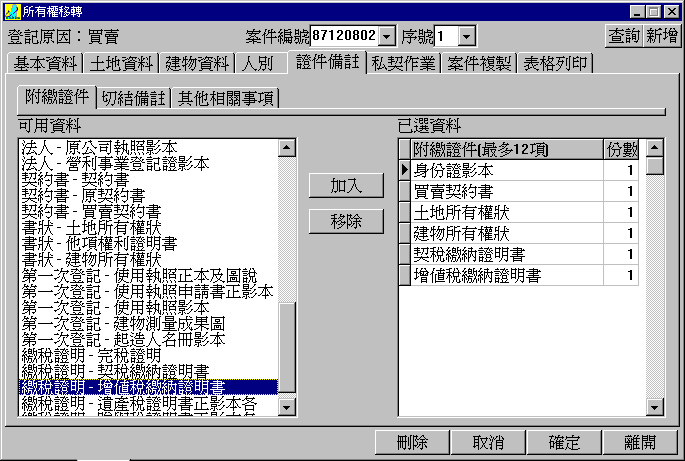 所有權移轉
登記原因：買賣 案件編號 87120802 序號 1 查詢 新增
基本資料 土地資料 建物資料 人別 證件備註 私契作業 案件複製 表格列印
附繳證件 切結備註 其他相關事項
可用資料
法人 - 原公司執照影本
法人 - 營利事業登記證影本
契約書 - 契約書
契約書 - 原契約書
契約書 - 買賣契約書
書狀 - 土地所有權狀
書狀 - 他項權利證明書
書狀 - 建物所有權狀
第一次登記 - 使用執照正本及圖說
第一次登記 - 使用執照申請書正影本
第一次登記 - 使用執照影本
第一次登記 - 建物測量成果圖
第一次登記 - 起造人名冊影本
繳稅證明 - 完稅證明
繳稅證明 - 契稅繳納證明書
繳稅證明 - 增值稅繳納證明書
繳稅證明 - 遺產稅證明書正影本各
加入
移除
已選資料
附繳證件(最多12項) 份數
身份證影本 1
買賣契約書 1
土地所有權狀 1
建物所有權狀 1
契稅繳納證明書 1
增值稅繳納證明書 1
刪除 取消 確定 離開